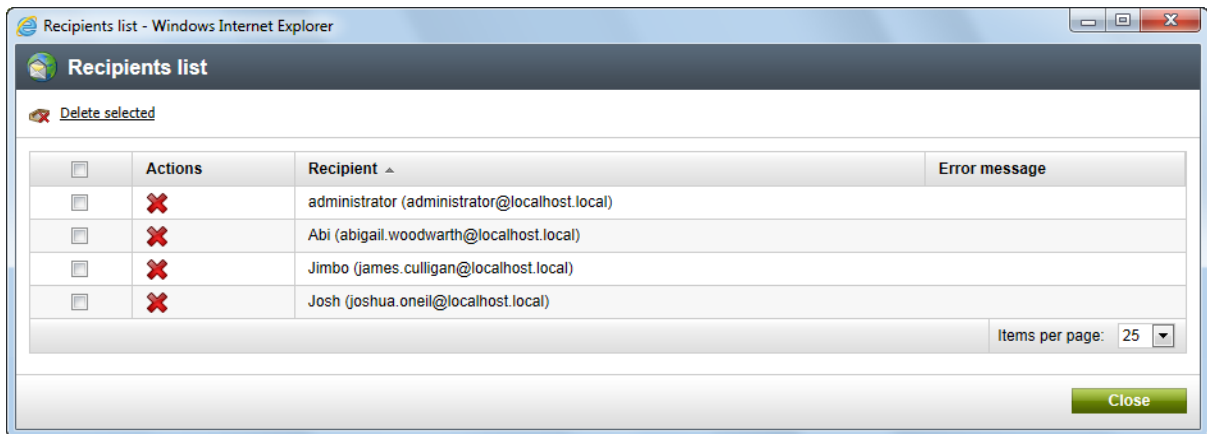 Recipients list - Windows Internet Explorer
Recipients list
Delete selected
Actions Recipient Error message
administrator (administrator@localhost.local)
Abi (abigail.woodwarth@localhost.local)
Jimbo (james.culligan@localhost.local)
Josh (joshua.oneil@localhost.local)
Items per page: 25
Close